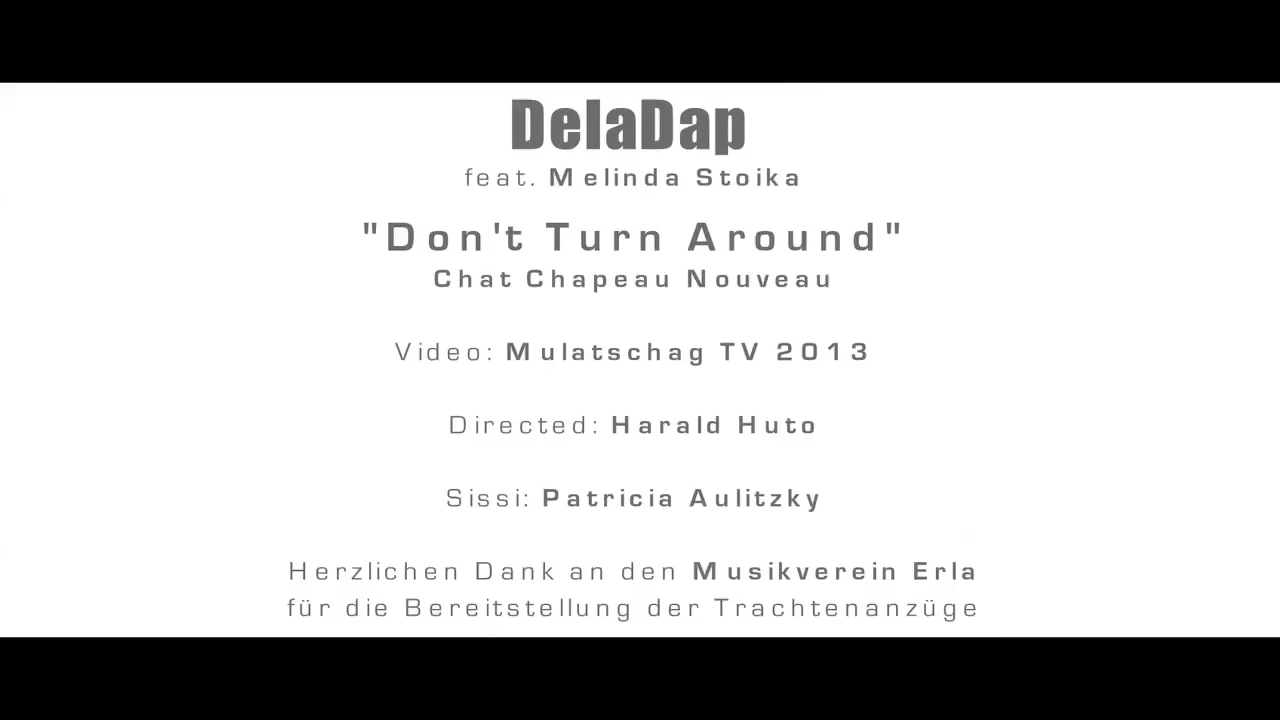 DelaDap
feat. Melinda Stoika
"Don't Turn Around"
Chat Chapeau Nouveau
Video: Mulatschag TV 2013
Directed: Harald Huto
Sissi: Patricia Aulitzky
Herzlichen Dank an den Musikverein Erla
für die Bereitstellung der Trachtenanzüge